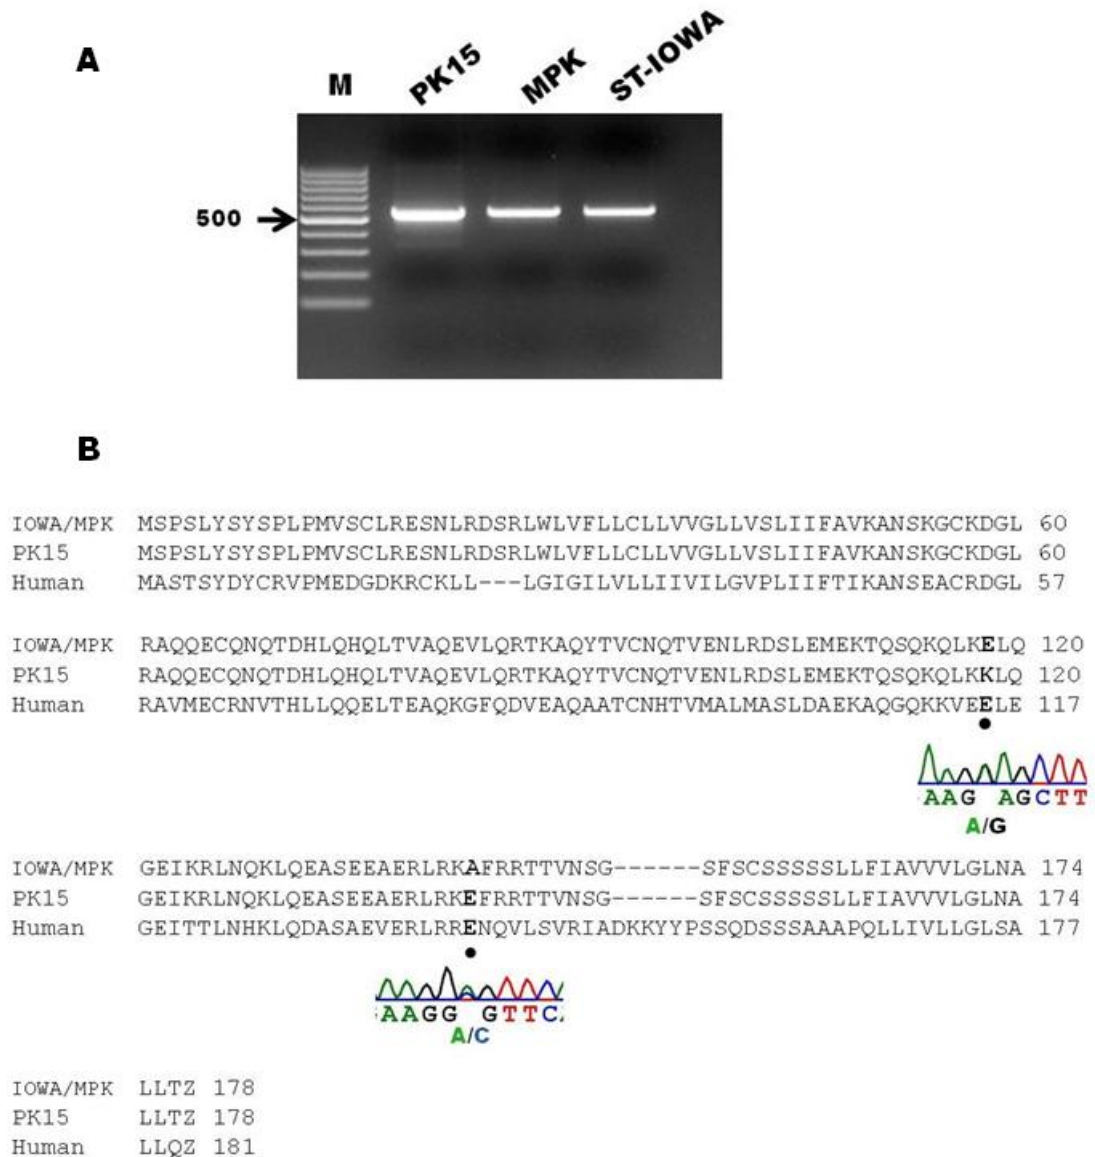 A
M PK15 MPK ST-IOWA
500
B
IOWA/MPK MSPSLYSYSPLPMVSCLRESNLRDSRLWLVFLLCLLVVGLLVSLIIFAVKANSKGCKDGL 60
PK15 MSPSLYSYSPLPMVSCLRESNLRDSRLWLVFLLCLLVVGLLVSLIIFAVKANSKGCKDGL 60
Human MASTSYDYCRVPMEDGDKRCKLL---LGIGILVLLIIVILGVPLIIFTIKANSEACRDGL 57
IOWA/MPK RAQQECQNQTDHLQHQLTVAQEVLQRTKAQYTVCNQTVENLRDSLEMEKTQSQKQLKELQ 120
PK15 RAQQECQNQTDHLQHQLTVAQEVLQRTKAQYTVCNQTVENLRDSLEMEKTQSQKQLKKLQ 120
Human RAVMECRNVTHLLQQELTEAQKGFQDVEAQAATCNHTVMALMASLDAEKAQGQKKVEELE 117
AAG AGCTT
A/G
IOWA/MPK GEIKRLNQKLQEASEEAERLRKAFRRTTVNSG------SFSCSSSSSLLFIAVVVLGLNA 174
PK15 GEIKRLNQKLQEASEEAERLRKEFRRTTVNSG------SFSCSSSSSLLFIAVVVLGLNA 174
Human GEITTLNHKLQDASAEVERLRRENQVLSVRIADKKYYPSSQDSSSAAAPQLLIVLLGLSA 177
AAGG GTTC
A/C
IOWA/MPK LLTZ 178
PK15 LLTZ 178
Human LLQZ 181